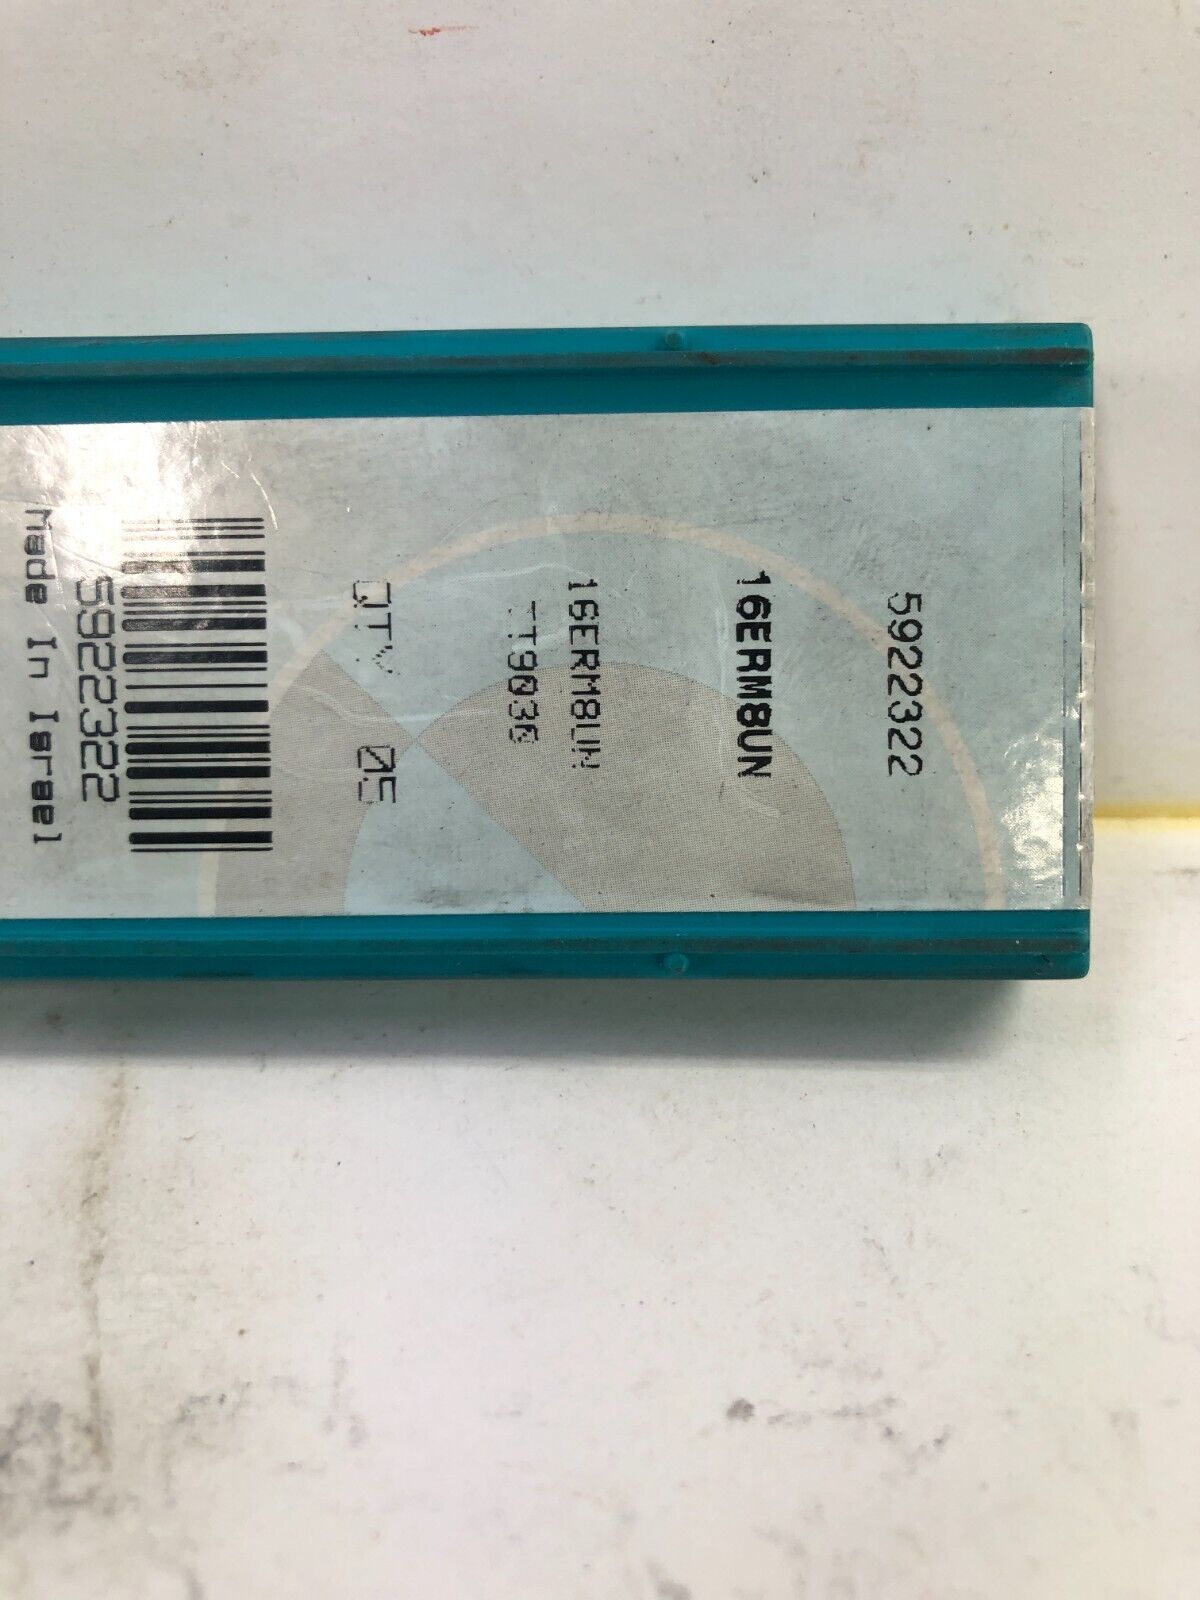 5922322
16ERM8UN
16ERM8UN
TT9030
QTY 05
5922322
Made In Israel